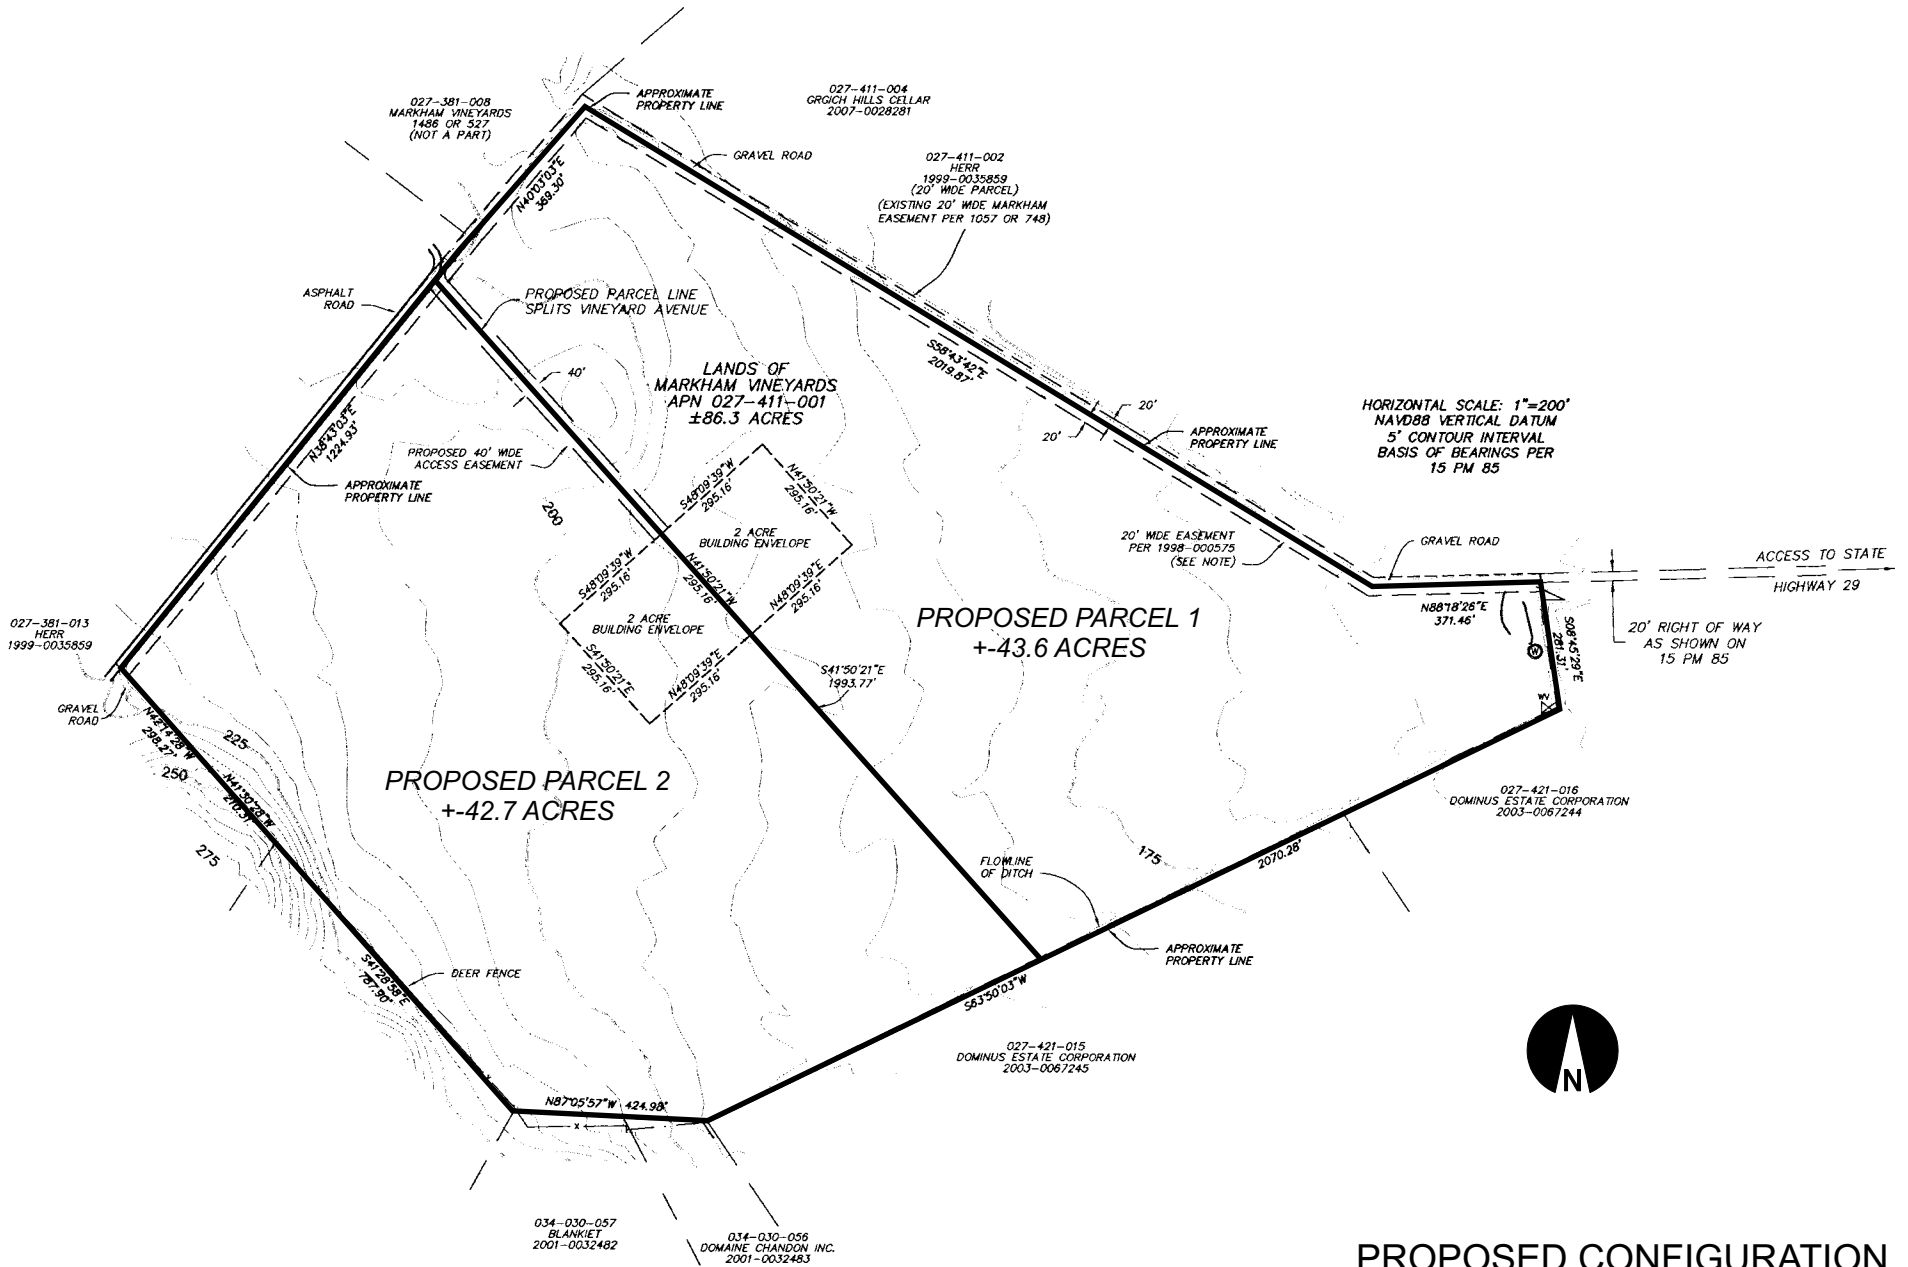 027-381-008
MARKHAM VINEYARDS
1486 OR 527
(NOT A PART)
APPROXIMATE
PROPERTY LINE
027-411-004
GRGICH HILLS CELLAR
2007-0028281
GRAVEL ROAD
027-411-002
HERR
1999-0035859
(20' WIDE PARCEL)
(EXISTING 20' WIDE MARKHAM
EASEMENT PER 1057 OR 748)
N40°03'03"E
369.30'
ASPHALT
ROAD
PROPOSED PARCEL LINE
SPLITS VINEYARD AVENUE
40'
LANDS OF
MARKHAM VINEYARDS
APN 027-411-001
±86.3 ACRES
S58°43'42"E
2019.87'
20'
20'
APPROXIMATE
PROPERTY LINE
HORIZONTAL SCALE: 1"=200'
NAVD88 VERTICAL DATUM
5' CONTOUR INTERVAL
BASIS OF BEARINGS PER
15 PM 85
N38°43'03"E
1224.93'
PROPOSED 40' WIDE
ACCESS EASEMENT
APPROXIMATE
PROPERTY LINE
200
S48°09'39"W
295.16'
N41°50'21"W
295.16'
2 ACRE
BUILDING ENVELOPE
20' WIDE EASEMENT
PER 1998-000575
(SEE NOTE)
GRAVEL ROAD
ACCESS TO STATE
HIGHWAY 29
S48°09'39"W
295.16'
N41°50'21"W
295.16'
N48°09'39"E
295.16'
2 ACRE
BUILDING ENVELOPE
PROPOSED PARCEL 1
+-43.6 ACRES
N88°18'26"E
371.46'
S08°45'29"E
281.31'
20' RIGHT OF WAY
AS SHOWN ON
15 PM 85
W
WV
027-381-013
HERR
1999-0035859
GRAVEL
ROAD
S41°50'21"E
295.16'
N48°09'39"E
295.16'
S41°50'21"E
1993.77'
N42°14'28"W
298.27'
225
250
N41°30'28"W
210.31'
275
PROPOSED PARCEL 2
+-42.7 ACRES
027-421-016
DOMINUS ESTATE CORPORATION
2003-0067244
175
2070.28'
FLOWLINE
OF DITCH
APPROXIMATE
PROPERTY LINE
S41°28'58"E
787.90'
DEER FENCE
S63°50'03"W
027-421-015
DOMINUS ESTATE CORPORATION
2003-0067245
N
N87°05'57"W 424.98'
034-030-057
BLANKIET
2001-0032482
034-030-056
DOMAINE CHANDON INC.
2001-0032483
PROPOSED CONFIGURATION